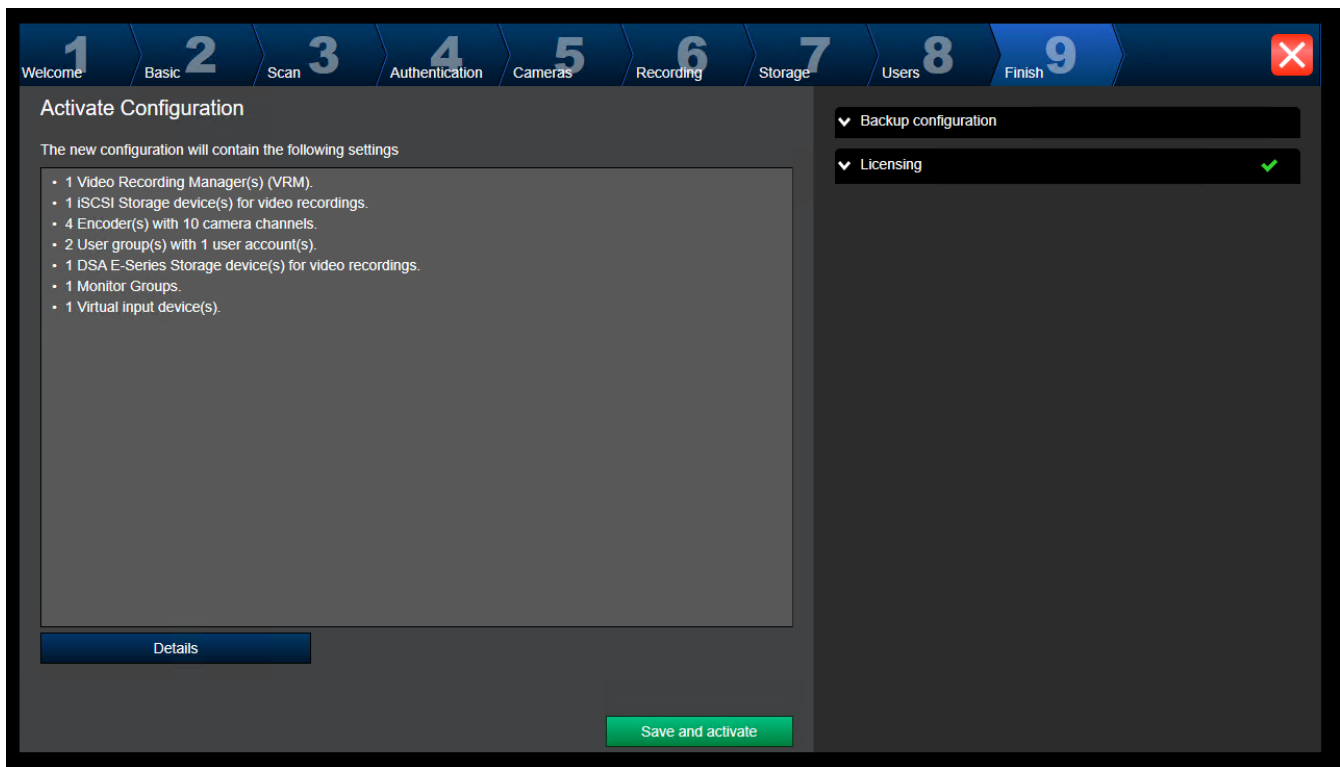 1 Welcome
2 Basic
3 Scan
4 Authentication
5 Cameras
6 Recording
7 Storage
8 Users
9 Finish
Activate Configuration
The new configuration will contain the following settings
• 1 Video Recording Manager(s) (VRM).
• 1 iSCSI Storage device(s) for video recordings.
• 4 Encoder(s) with 10 camera channels.
• 2 User group(s) with 1 user account(s).
• 1 DSA E-Series Storage device(s) for video recordings.
• 1 Monitor Groups.
• 1 Virtual input device(s).
Details
Save and activate
Backup configuration
Licensing